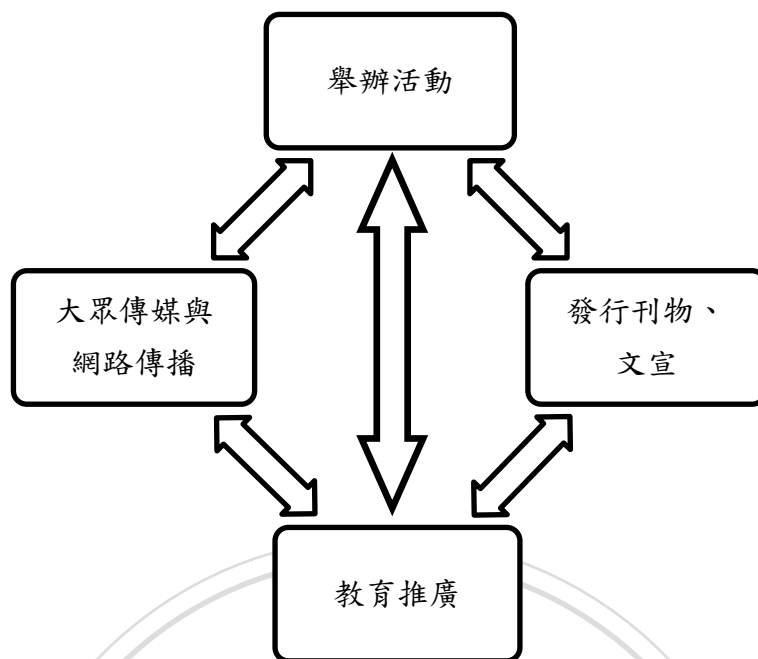 舉辦活動
大眾傳媒與
網路傳播
發行刊物、
文宣
教育推廣